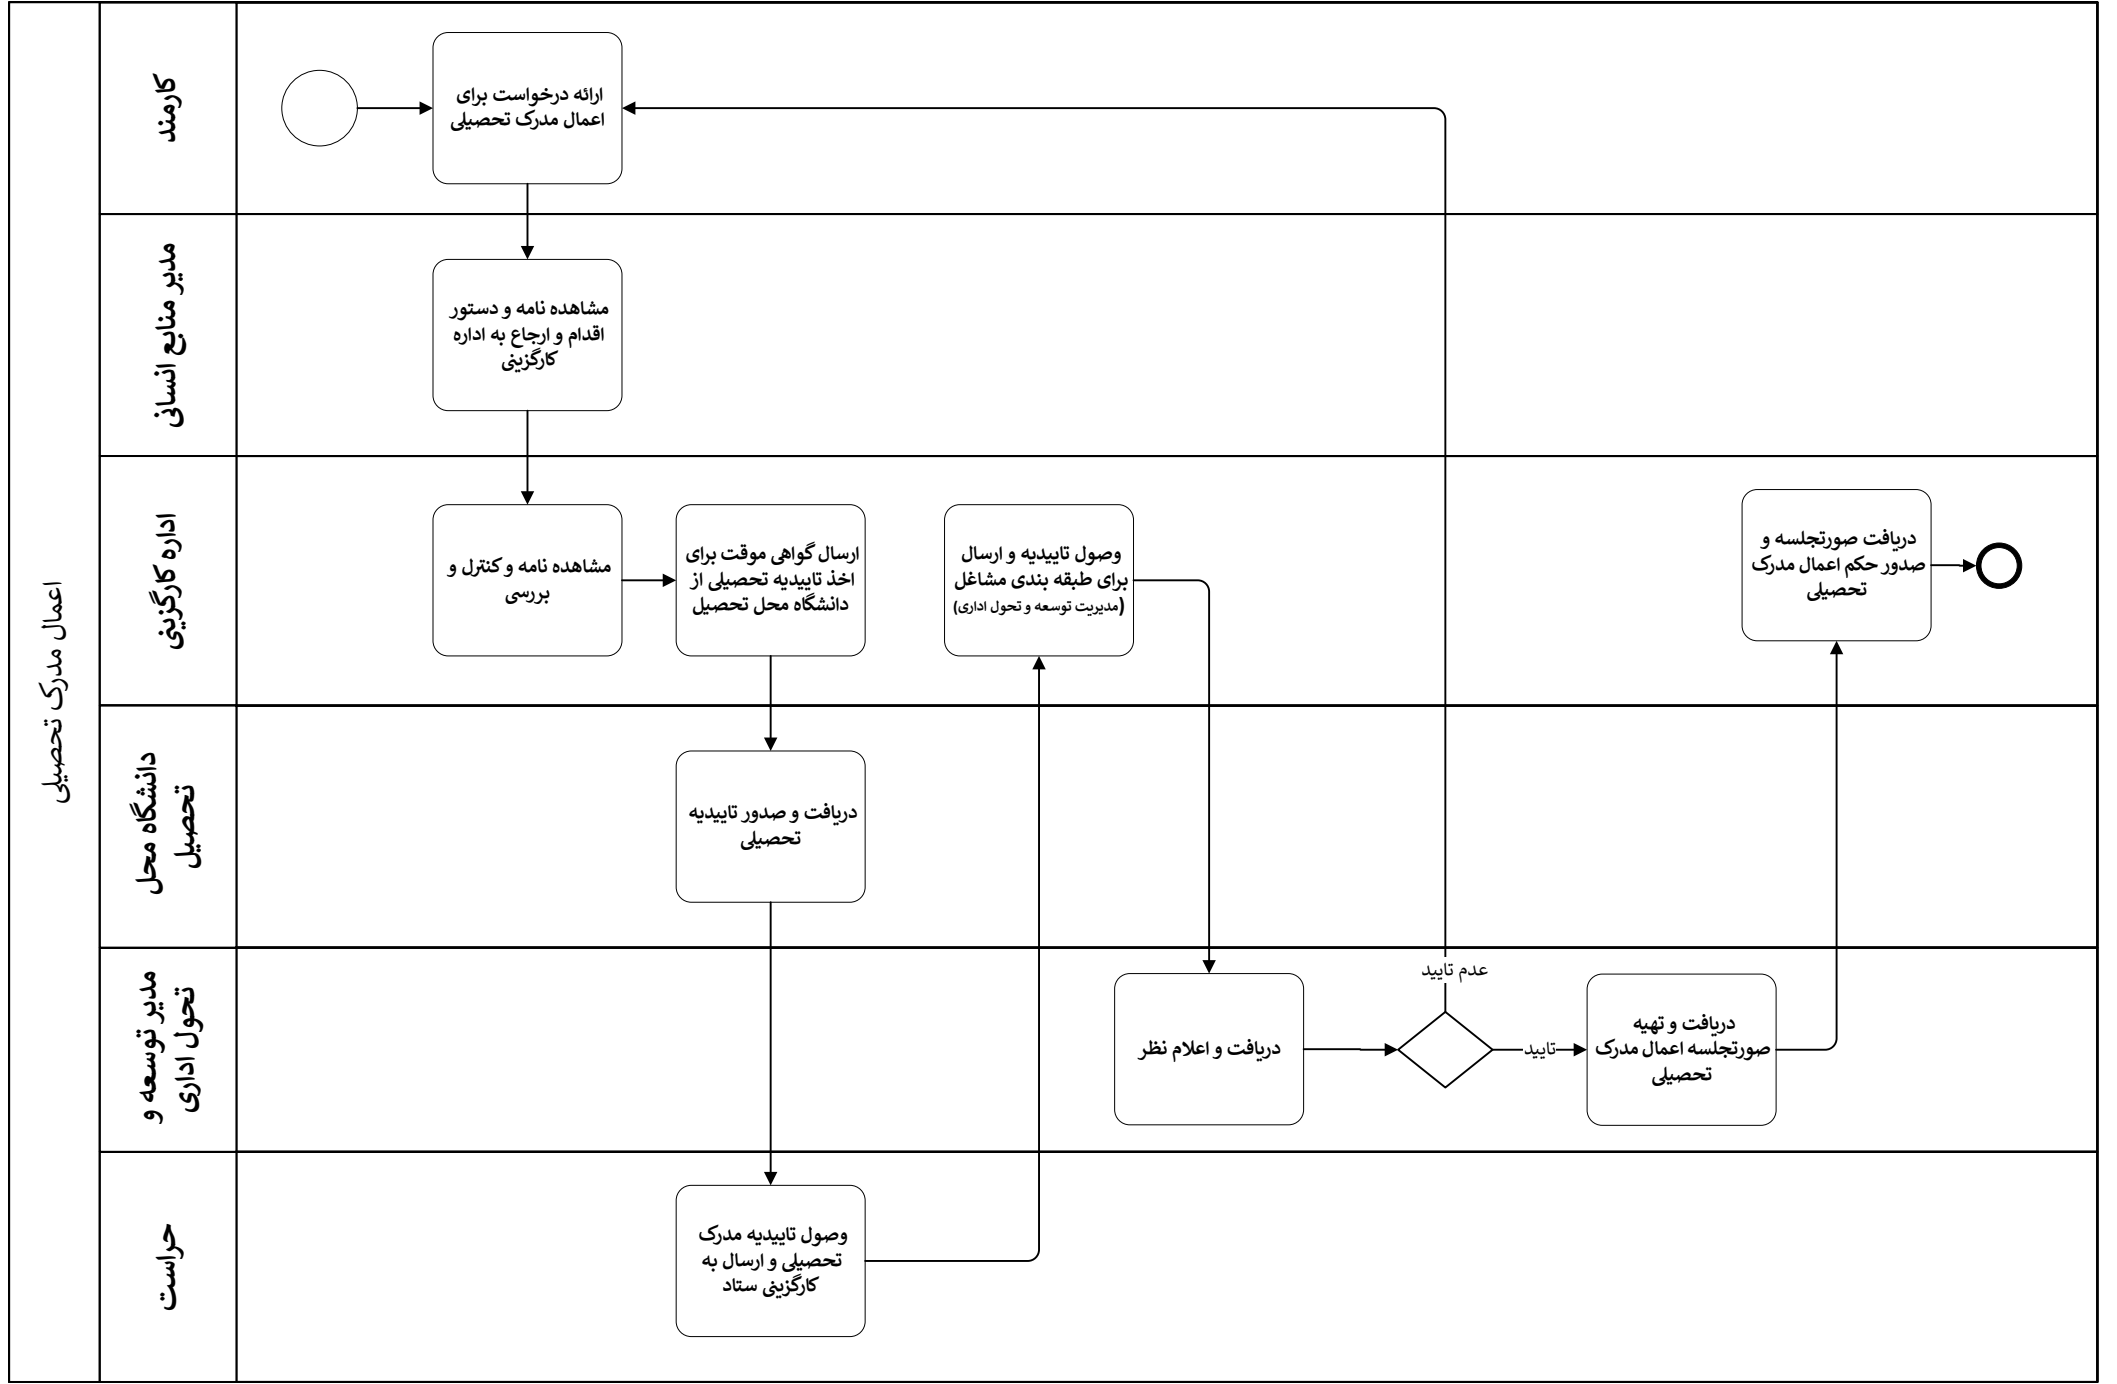 اعمال مدرک تحصیلی
کارمند
ارائه درخواست برای
اعمال مدرک تحصیلی
مدیر منابع انسانی
مشاهده نامه و دستور
اقدام و ارجاع به اداره
کارگزینی
اداره کارگزینی
مشاهده نامه و کنترل و
بررسی
ارسال گواهی موقت برای
اخذ تاییدیه تحصیلی از
دانشگاه محل تحصیل
وصول تاییدیه و ارسال
برای طبقه بندی مشاغل
(مدیریت توسعه و تحول اداری)
دریافت صورتجلسه و
صدور حکم اعمال مدرک
تحصیلی
دانشگاه محل
تحصیل
دریافت و صدور تاییدیه
تحصیلی
مدیر توسعه و
تحول اداری
دریافت و اعلام نظر
عدم تایید
تایید
دریافت و تهیه
صورتجلسه اعمال مدرک
تحصیلی
حراست
وصول تاییدیه مدرک
تحصیلی و ارسال به
کارگزینی ستاد